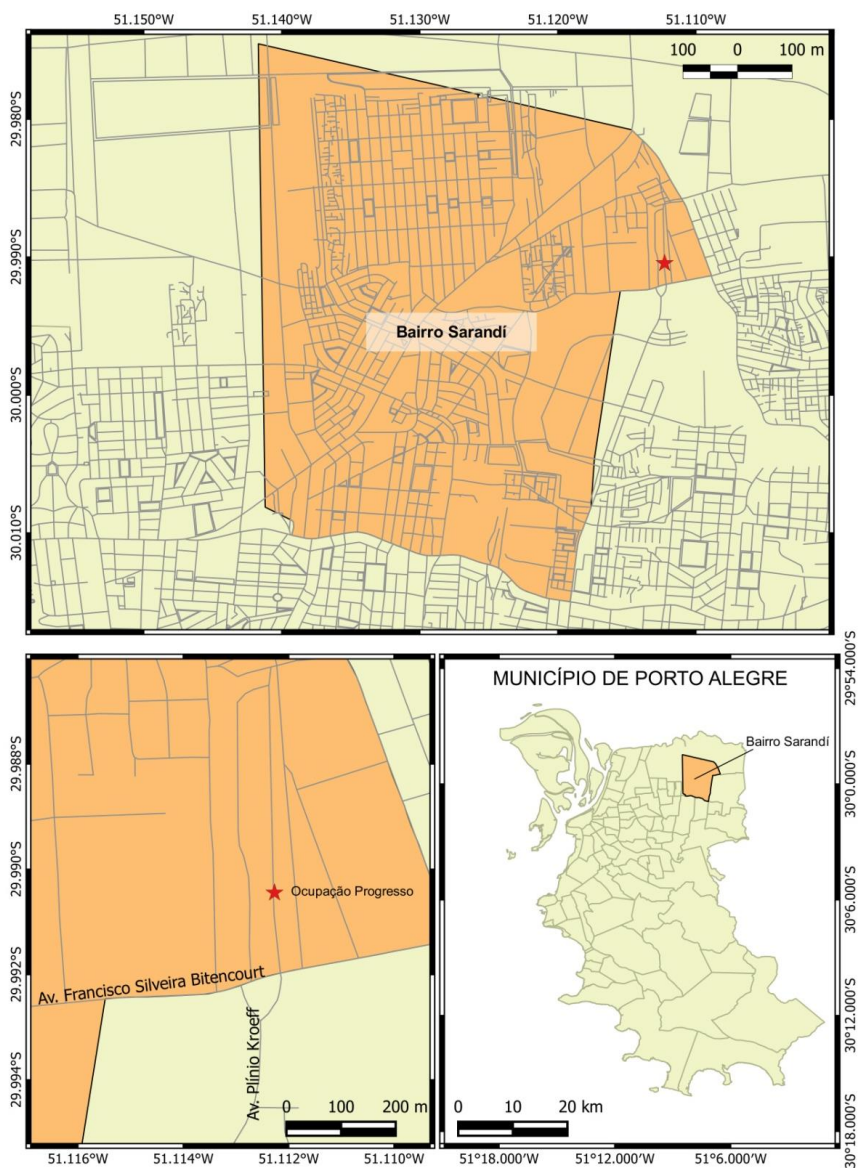 51.150°W 51.140°W 51.130°W 51.120°W 51.110°W
100 0 100 m
29.980°S
29.990°S
30.000°S
30.010°S
Bairro Sarandí
29.988°S
29.990°S
29.992°S
29.994°S
Ocupação Progresso
Av. Francisco Silveira Bitencourt
Av. Plínio Kroeff
0 100 200 m
51.116°W 51.114°W 51.112°W 51.110°W
MUNICÍPIO DE PORTO ALEGRE
Bairro Sarandí
29°54.000'S
30°0.000'S
30°6.000'S
30°12.000'S
30°18.000'S
0 10 20 km
51°18.000'W 51°12.000'W 51°6.000'W